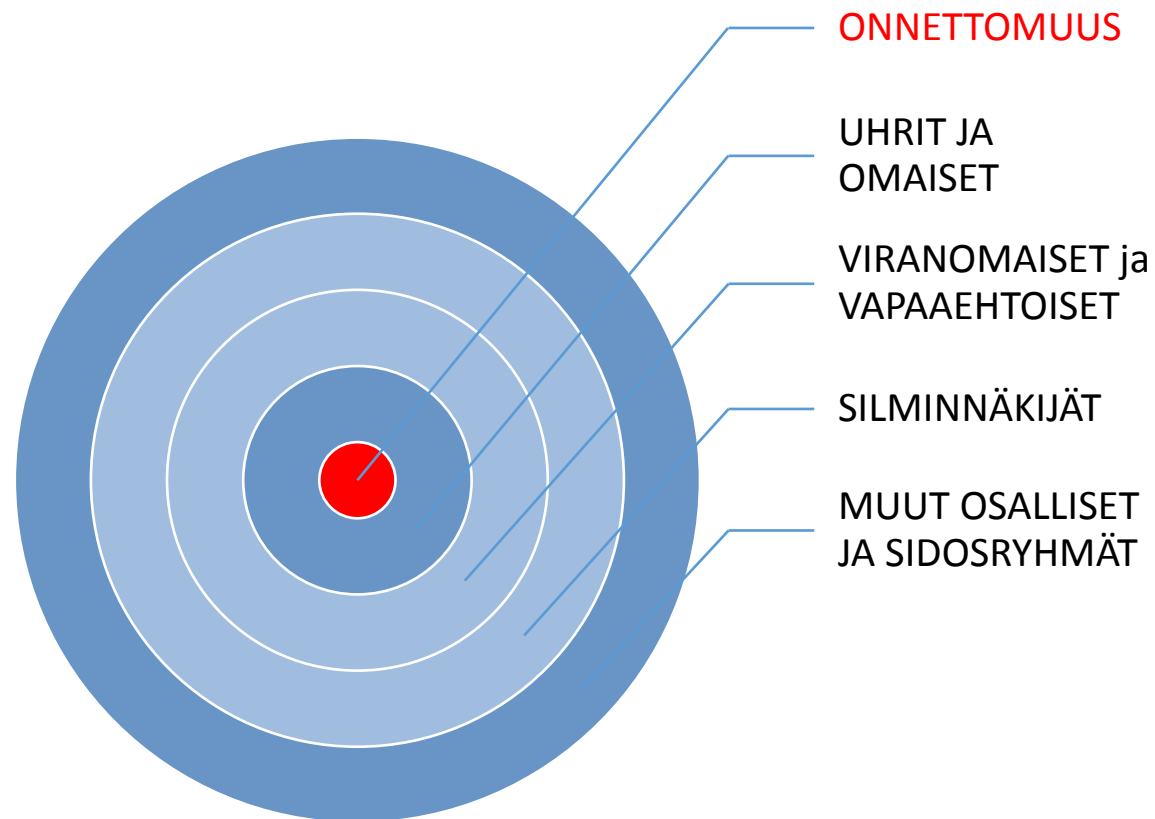 ONNETTOMUUS
UHRIT JA
OMAISET
VIRANOMAISET ja
VAPAAEHTOISET
SILMINNÄKIJÄT
MUUT OSALLISET
JA SIDOSRYHMÄT